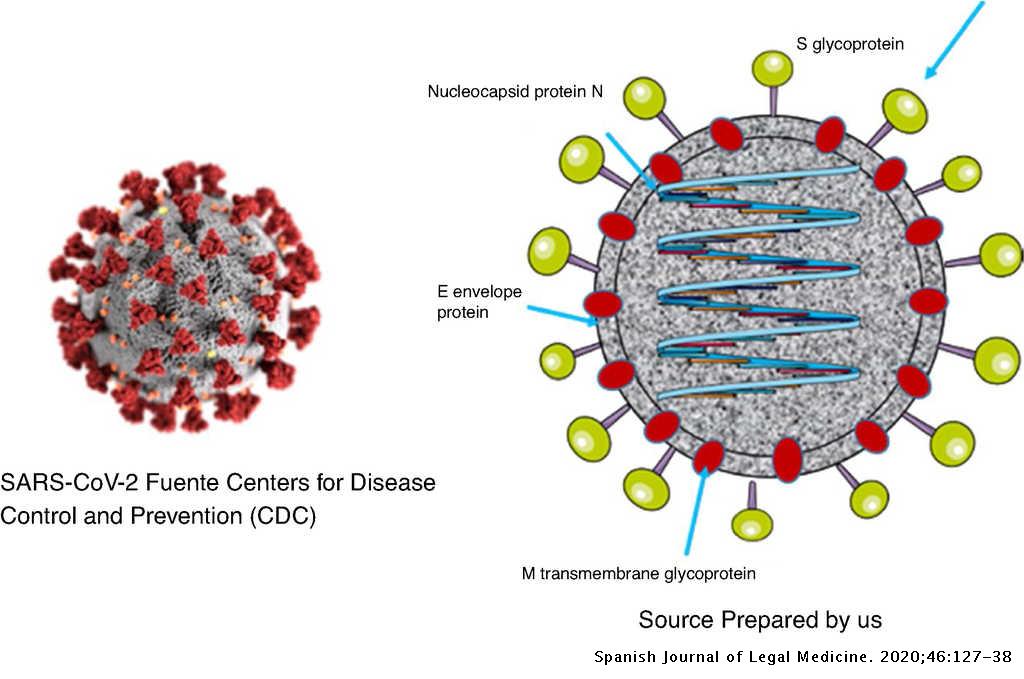 S glycoprotein
Nucleocapsid protein N
E envelope
protein
SARS-CoV-2 Fuente Centers for Disease
Control and Prevention (CDC)
M transmembrane glycoprotein
Source Prepared by us
Spanish Journal of Legal Medicine. 2020;46:127–38